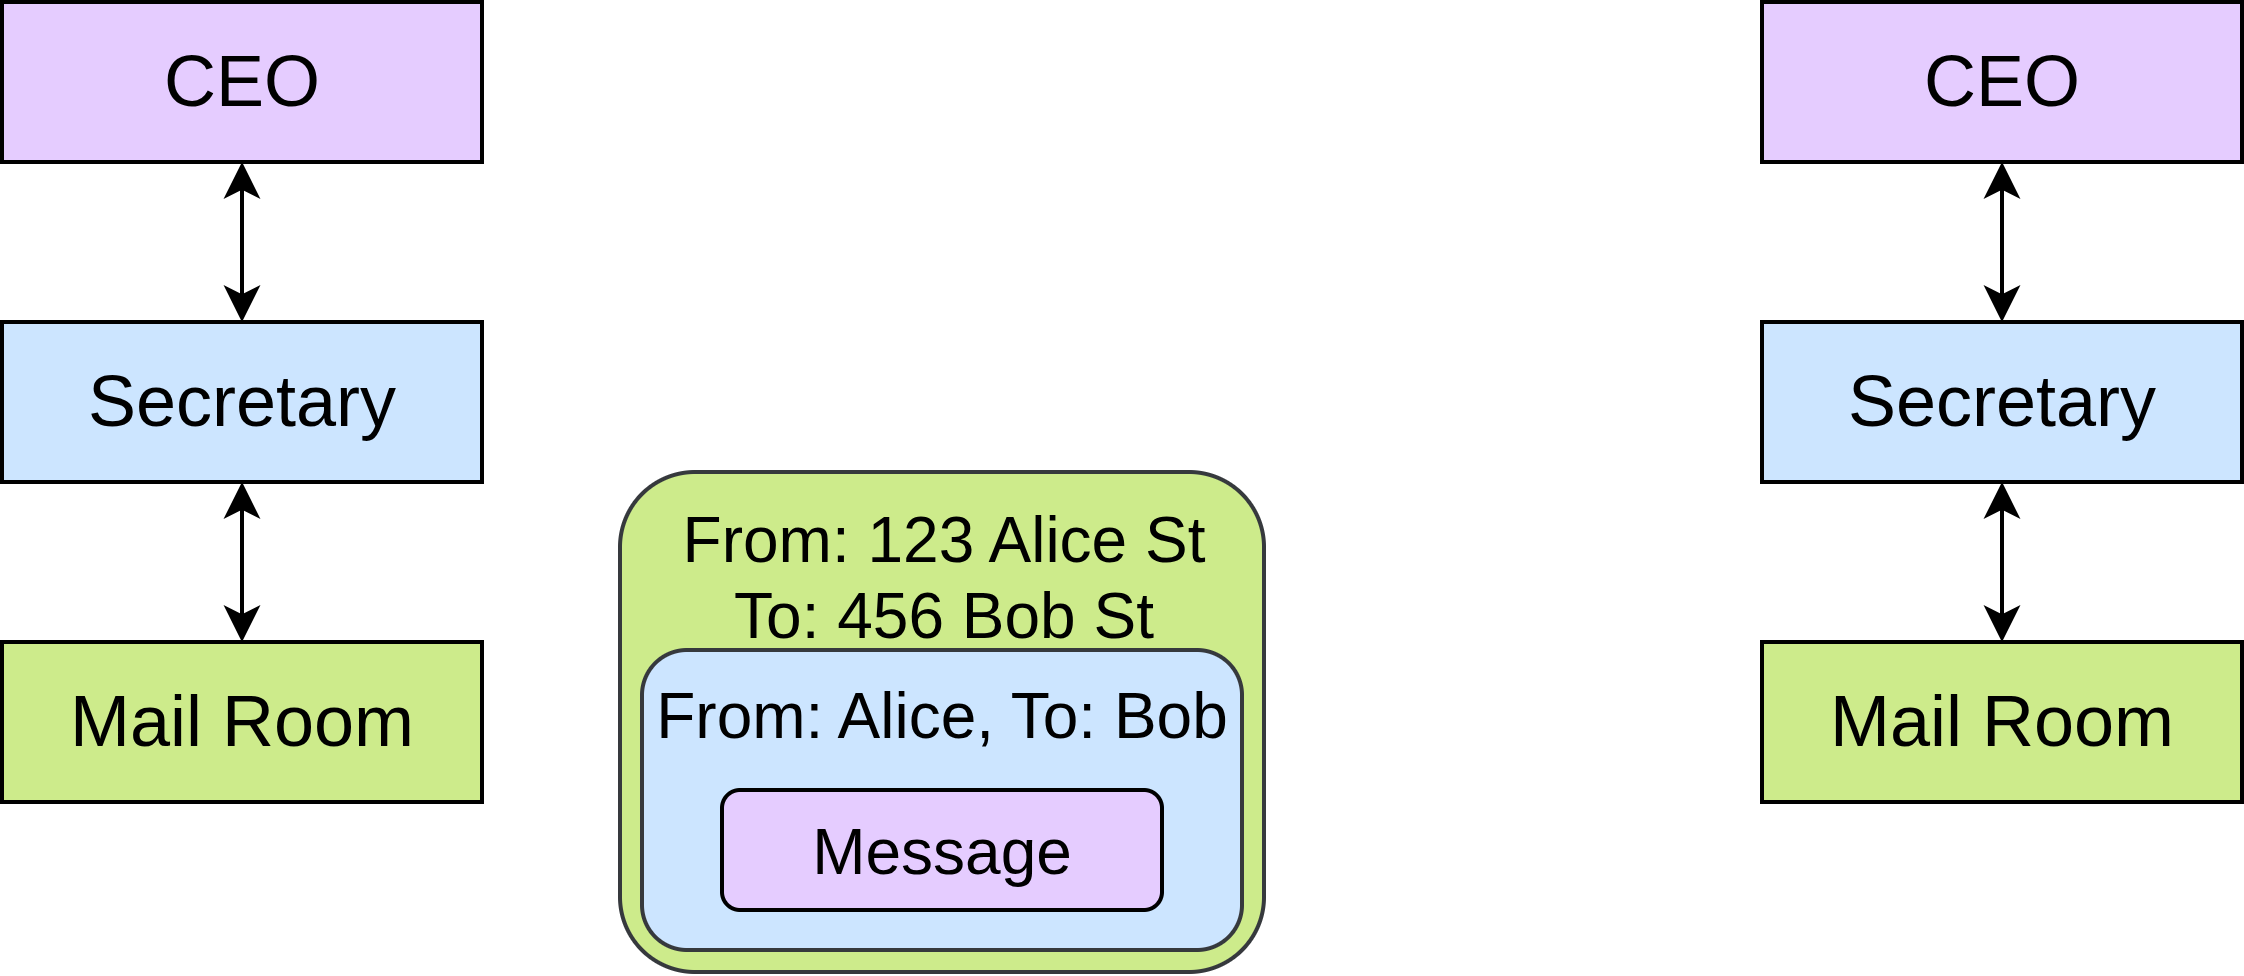 CEO
CEO
Secretary
Secretary
From: 123 Alice St
To: 456 Bob St
From: Alice, To: Bob
Mail Room
Mail Room
Message